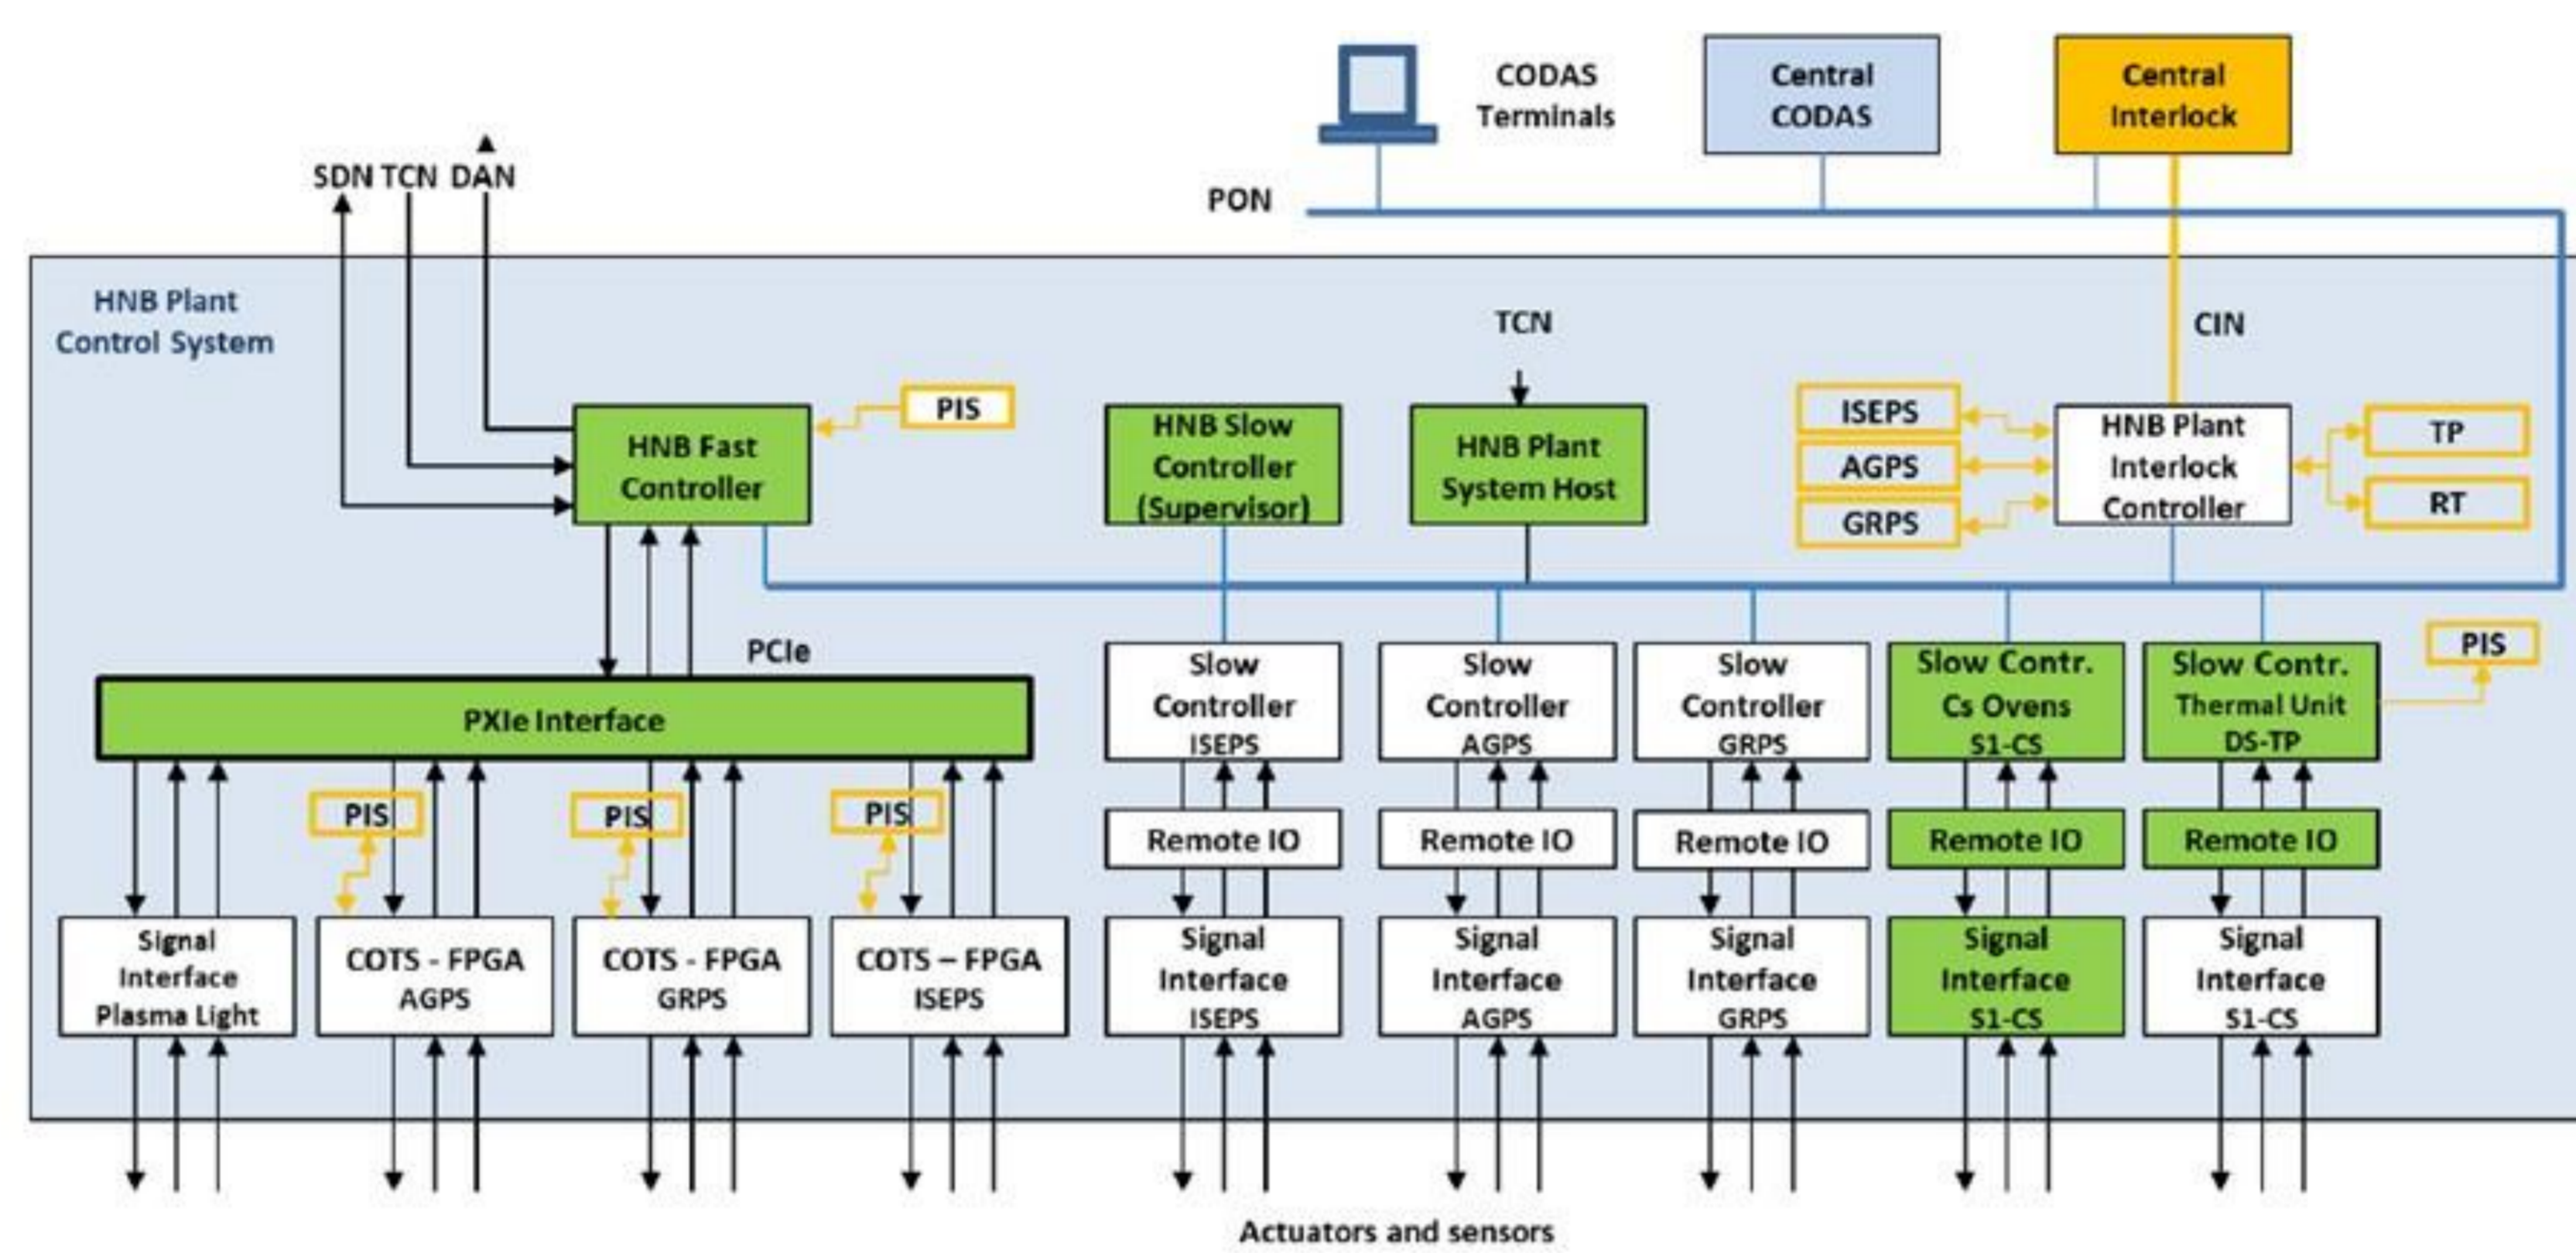 CODAS
Terminals
Central
CODAS
Central
Interlock
SDN TCN DAN
PON
HNB Plant
Control System
TCN
CIN
PIS
HNB Fast
Controller
HNB Slow
Controller
(Supervisor)
HNB Plant
System Host
ISEPS
AGPS
GRPS
HNB Plant
Interlock
Controller
TP
RT
PCIe
PXIe Interface
Slow
Controller
ISEPS
Slow
Controller
AGPS
Slow
Controller
GRPS
Slow Contr.
Cs Ovens
S1-CS
Slow Contr.
Thermal Unit
DS-TP
PIS
PIS
PIS
PIS
Remote IO
Remote IO
Remote IO
Remote IO
Remote IO
Signal
Interface
Plasma Light
COTS - FPGA
AGPS
COTS - FPGA
GRPS
COTS – FPGA
ISEPS
Signal
Interface
ISEPS
Signal
Interface
AGPS
Signal
Interface
GRPS
Signal
Interface
S1-CS
Signal
Interface
S1-CS
Actuators and sensors